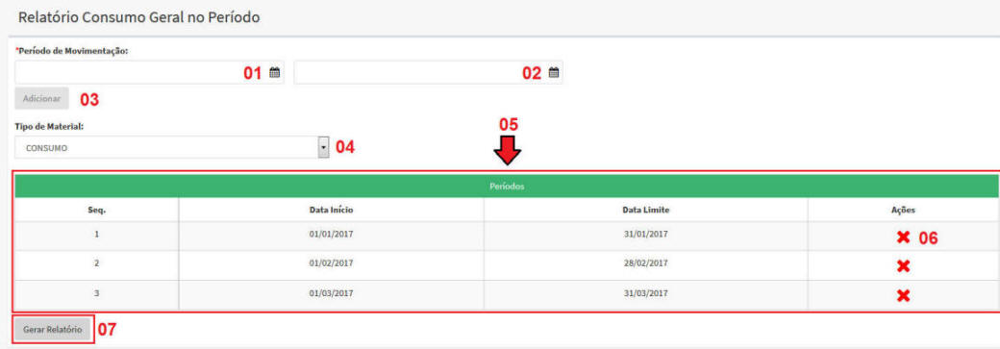 Relatório Consumo Geral no Período
*Período de Movimentação:
01 02
Adicionar 03
Tipo de Material:
CONSUMO 04
05
Períodos
Seq. Data Início Data Limite Ações
1 01/01/2017 31/01/2017 06
2 01/02/2017 28/02/2017
3 01/03/2017 31/03/2017
Gerar Relatório 07